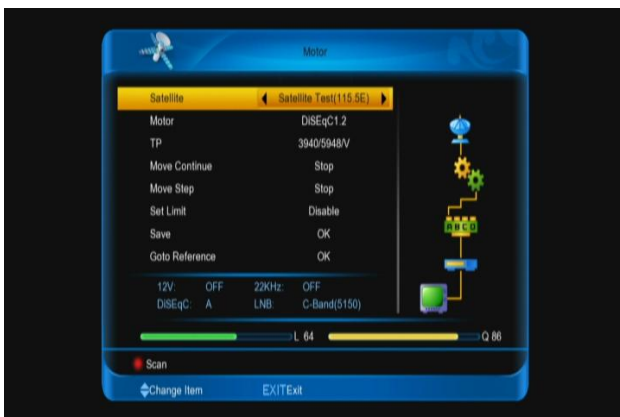 Motor
Satellite Satellite Test(115.5E)
Motor DiSEqC1.2
TP 3940/5948/V
Move Continue Stop
Move Step Stop
Set Limit Disable
Save OK
Goto Reference OK
ABCD
12V: OFF 22KHz: OFF
DiSEqC: A LNB: C-Band(5150)
L 64 Q 86
Scan
Change Item EXITExit